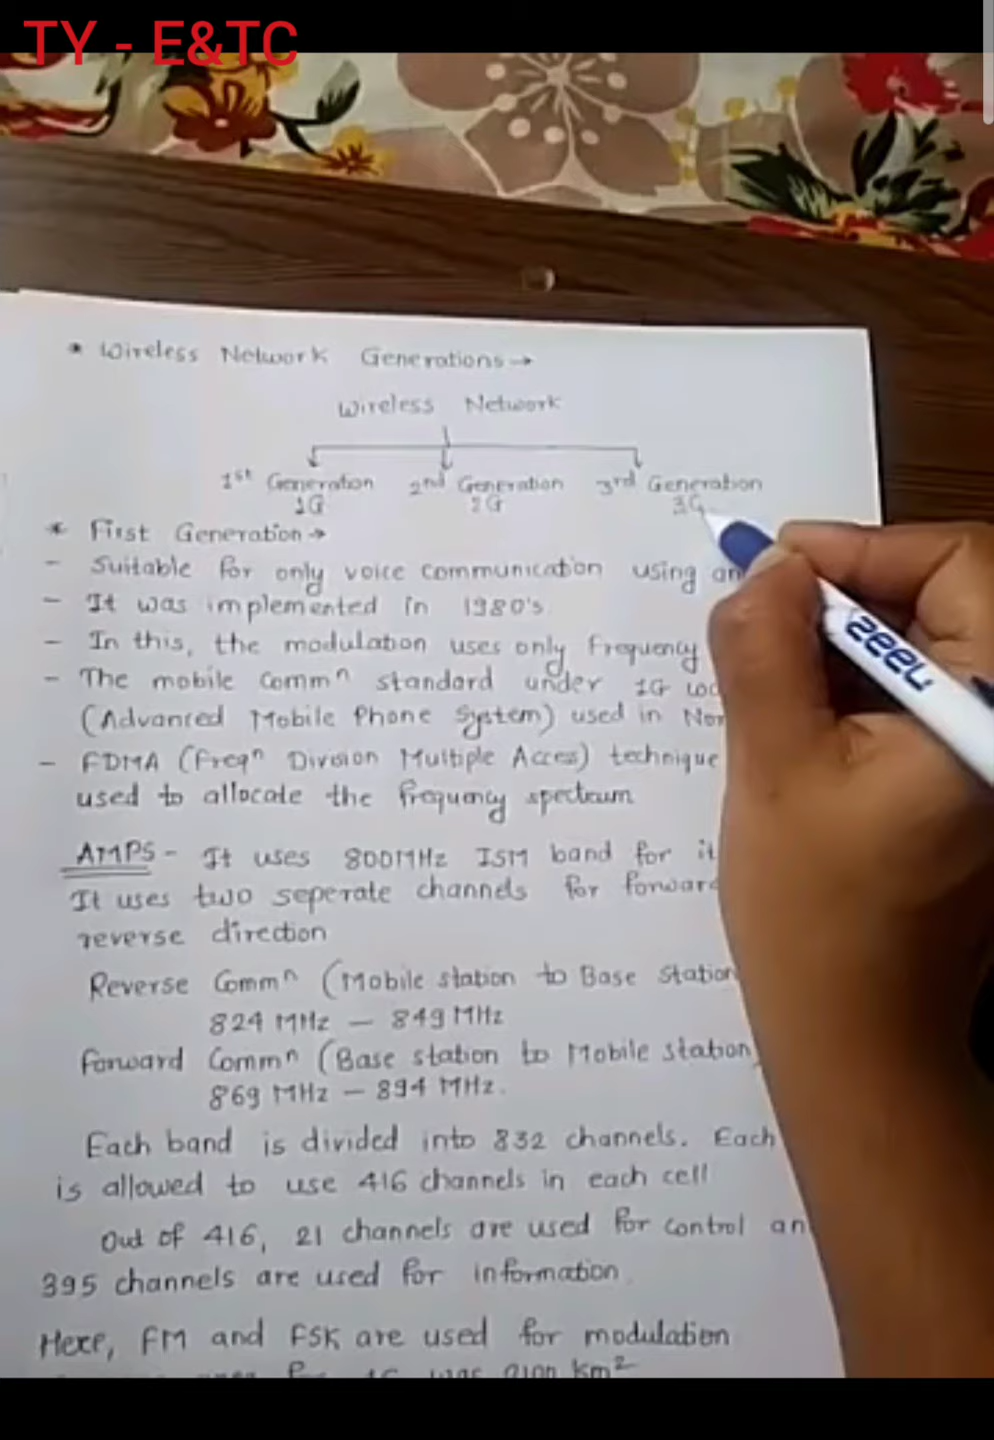 TY - E&TC
* Wireless Network Generations →
Wireless Network
1st Generation 2nd Generation 3rd Generation
1G 2G 3G
* First Generation →
- Suitable for only voice communication using
- It was implemented in 1980's
- In this, the modulation uses only frequency
- The mobile Commn standard under 1G
(Advanced Mobile Phone System) used in
- FDMA (Freqn Division Multiple Acces) technique
used to allocate the frequency spectrum
AMPS - It uses 800MHz ISM band for
It uses two seperate channels for forward
reverse direction
Reverse Commn (Mobile station to Base Station
824 MHz - 849 MHz
Forward Commn (Base station to Mobile station)
869 MHz - 894 MHz.
Each band is divided into 832 channels. Each
is allowed to use 416 channels in each cell
Out of 416, 21 channels are used for control
395 channels are used for information.
Here, FM and FSK are used for modulation
was km2